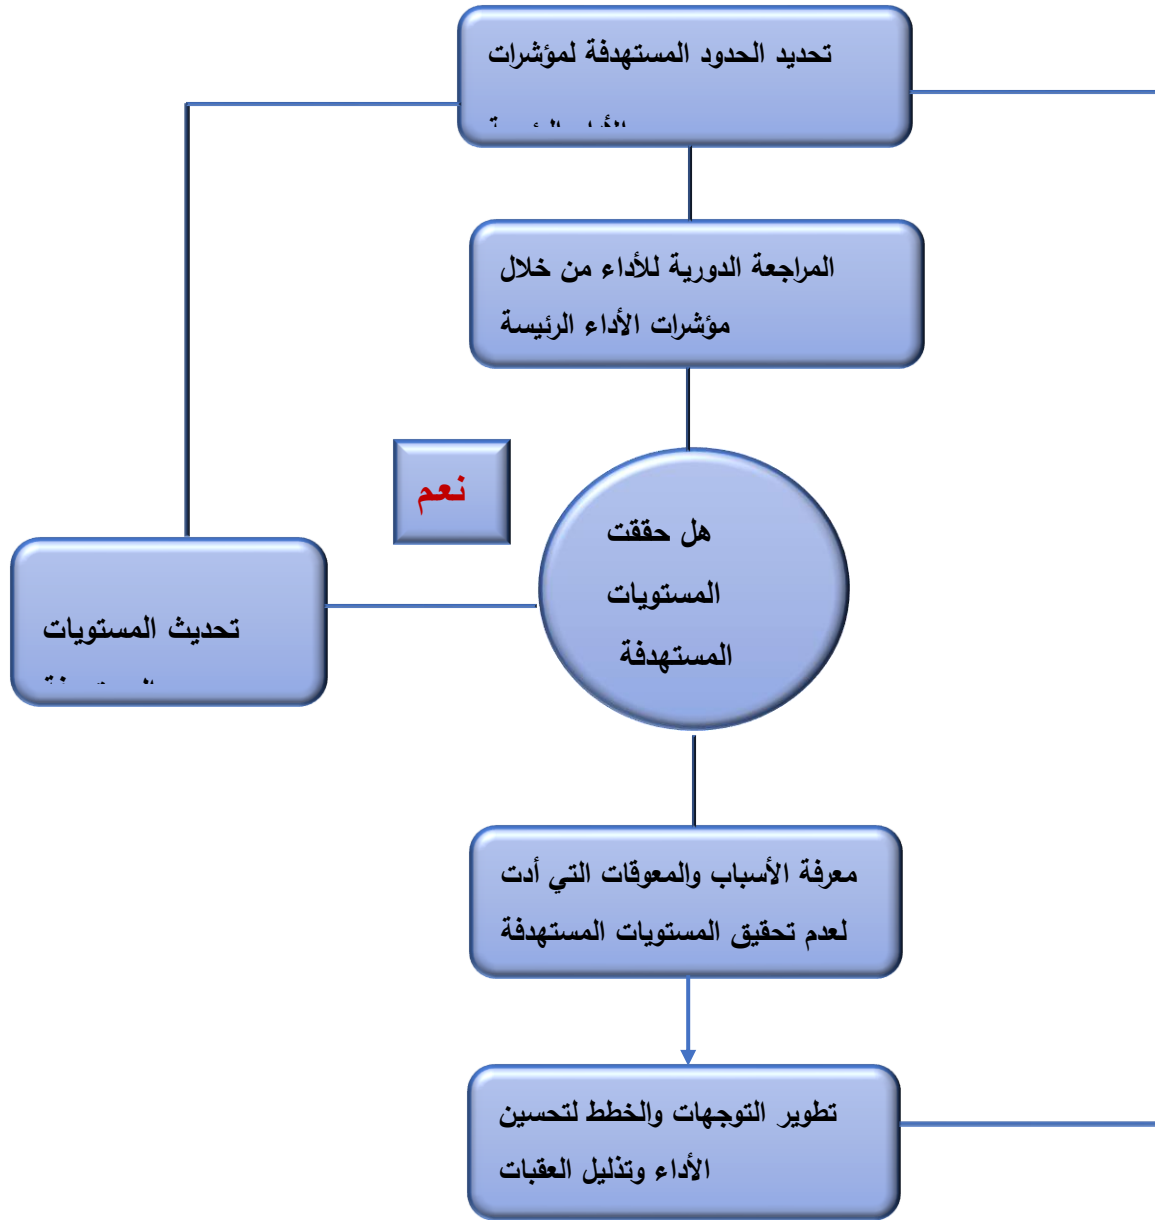 تحديد الحدود المستهدفة لمؤشرات
المراجعة الدورية للأداء من خلال
مؤشرات الأداء الرئيسة
نعم
هل حققت
المستويات
المستهدفة
تحديث المستويات
معرفة الأسباب والمعوقات التي أدت
لعدم تحقيق المستويات المستهدفة
تطوير التوجهات والخطط لتحسين
الأداء وتذليل العقبات